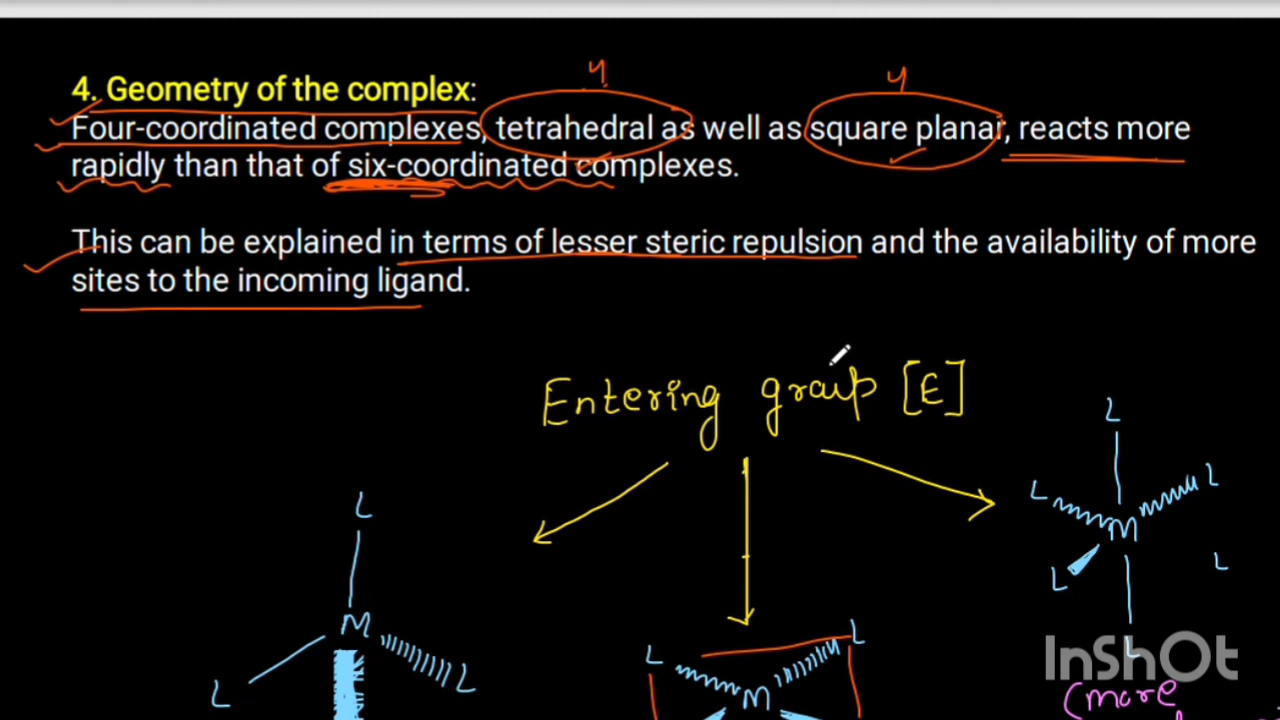 4
4
4. Geometry of the complex:
Four-coordinated complexes, tetrahedral as well as square planar, reacts more
rapidly than that of six-coordinated complexes.
This can be explained in terms of lesser steric repulsion and the availability of more
sites to the incoming ligand.
Entering group [E]
L
L
L
M
L
L
L
L
M
L
L
L
L
M
InShOt
(more